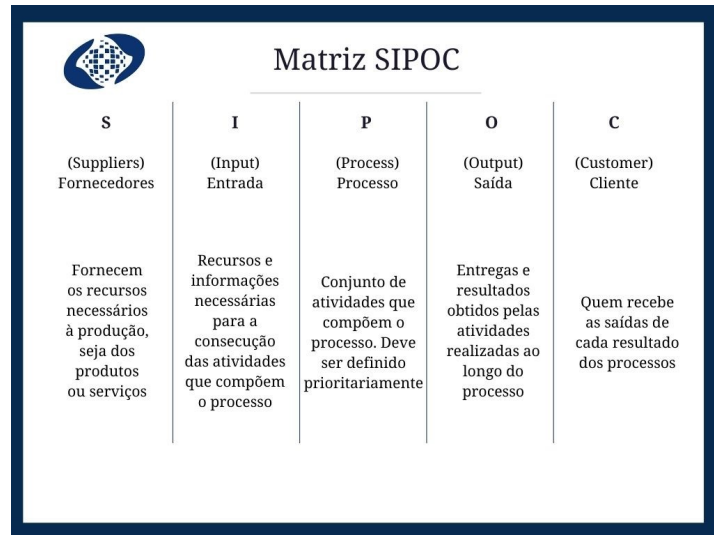 Matriz SIPOC
S
(Suppliers)
Fornecedores
Fornecem
os recursos
necessários
à produção,
seja dos
produtos
ou serviços
I
(Input)
Entrada
Recursos e
informações
necessárias
para a
consecução
das atividades
que compõem
o processo
P
(Process)
Processo
Conjunto de
atividades que
compõem o
processo. Deve
ser definido
prioritariamente
O
(Output)
Saída
Entregas e
resultados
obtidos pelas
atividades
realizadas ao
longo do
processo
C
(Customer)
Cliente
Quem recebe
as saídas de
cada resultado
dos processos